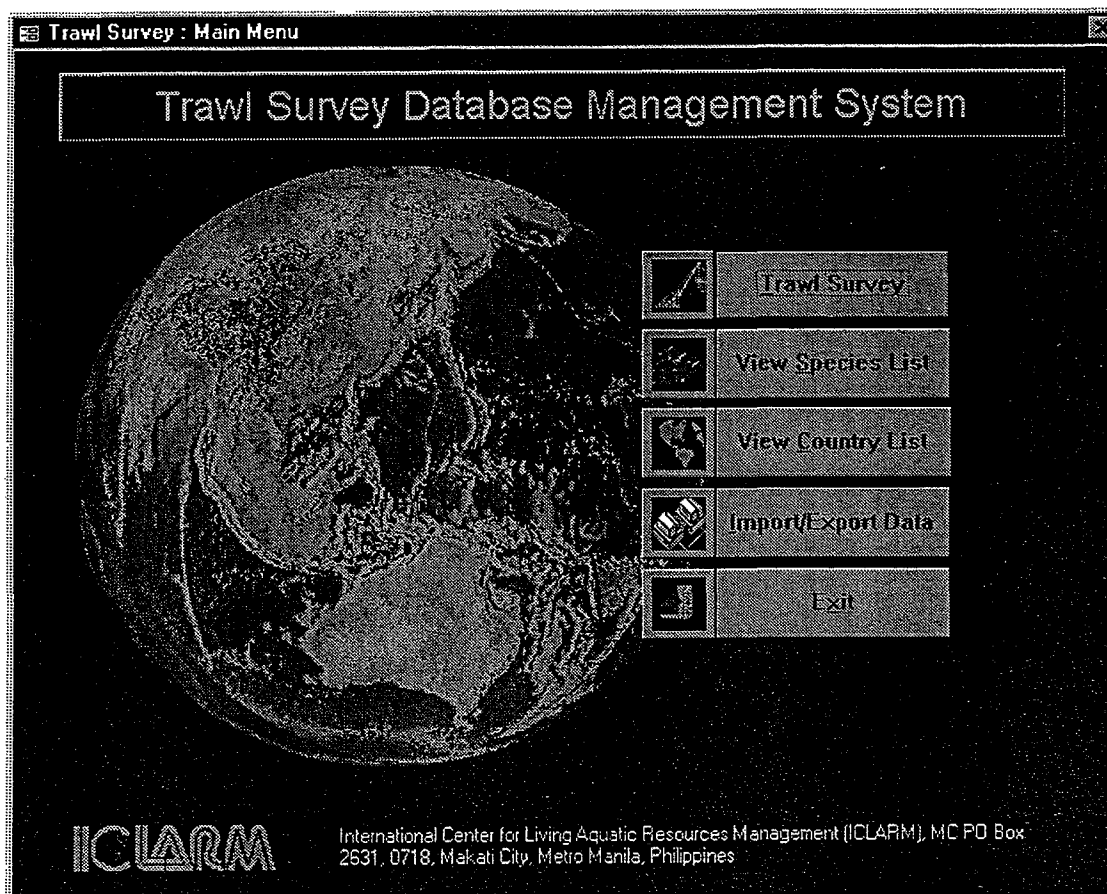 Trawl Survey : Main Menu
Trawl Survey Database Management System
Trawl Survey
View Species List
View Country List
Import/Export Data
Exit
ICLARM
International Center for Living Aquatic Resources Management (ICLARM), MC PO Box
2631, 0718, Makati City, Metro Manila, Philippines